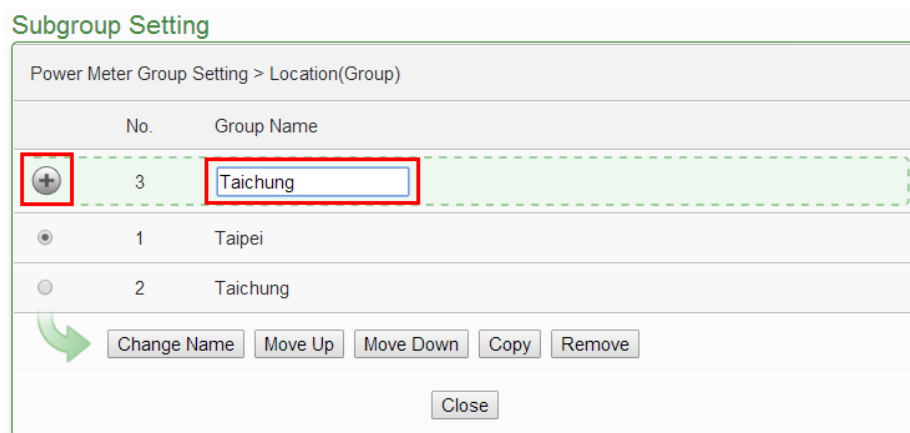 Subgroup Setting
Power Meter Group Setting > Location(Group)
No. Group Name
3 Taichung
1 Taipei
2 Taichung
Change Name Move Up Move Down Copy Remove
Close